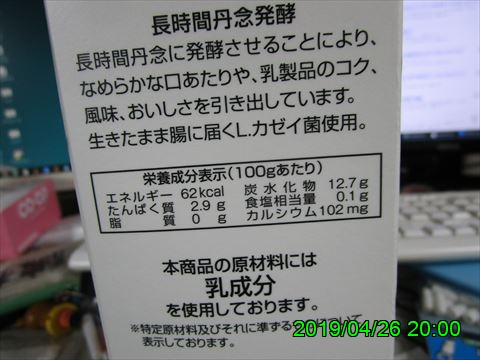 長時間丹念発酵
長時間丹念に発酵させることにより、
なめらかな口あたりや、乳製品のコク、
風味、おいしさを引き出しています。
生きたまま腸に届くL.カゼイ菌使用。
栄養成分表示(100gあたり)
エネルギー 62kcal 炭水化物 12.7g
たんぱく質 2.9g 食塩相当量 0.1g
脂質 0g カルシウム 102mg
本商品の原材料には
乳成分
を使用しております。
※特定原材料及びそれに準ずる
表示しております。
CO·OP
2019/04/26 20:00